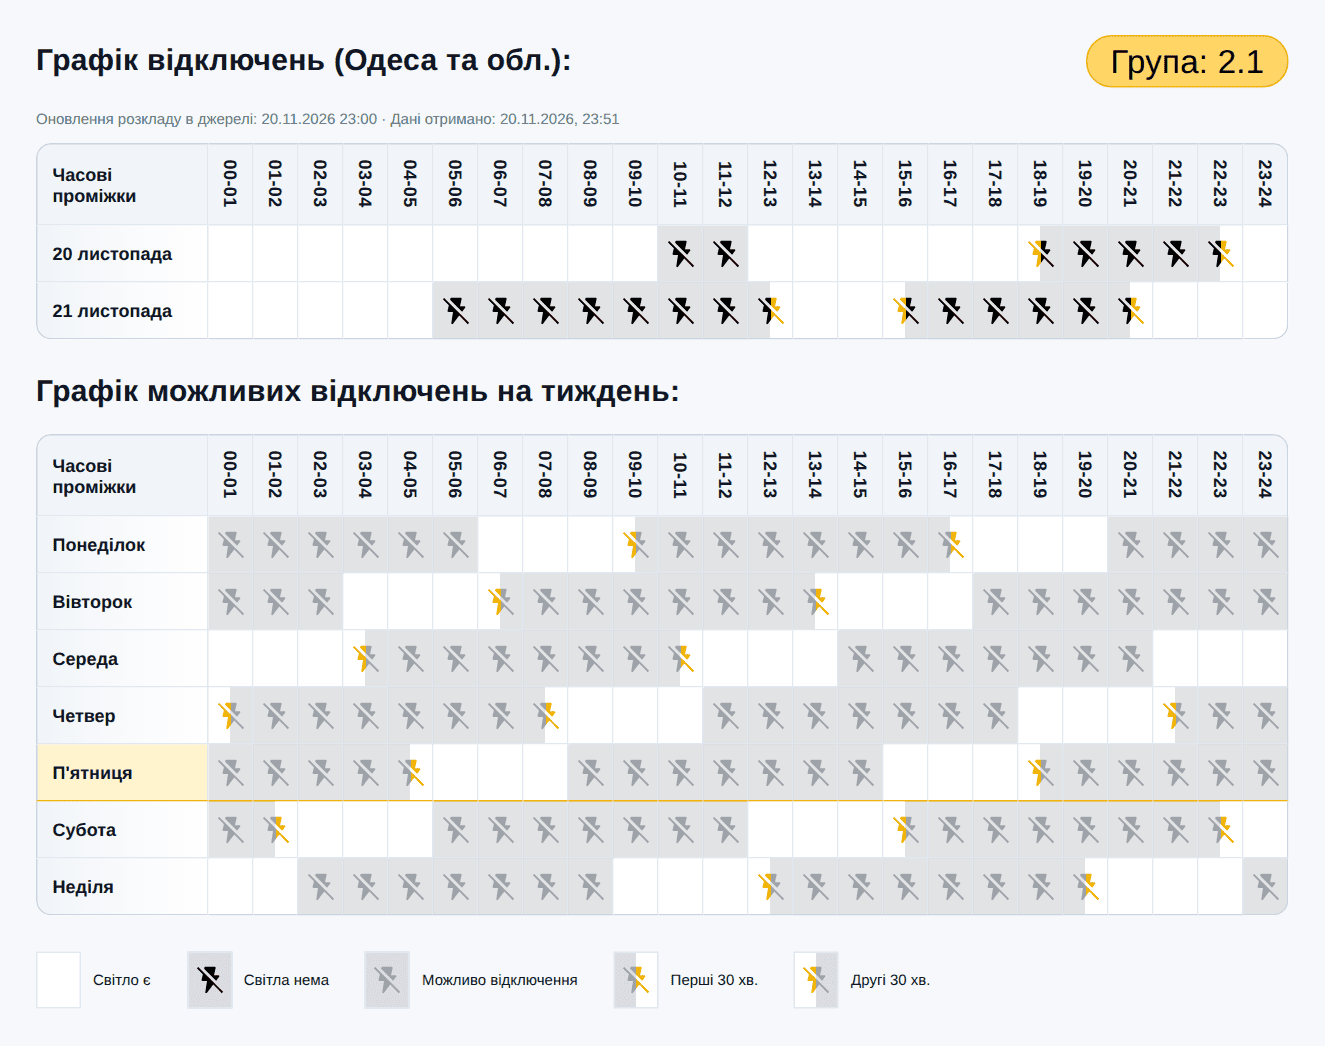 Графік відключень (Одеса та обл.):
Група: 2.1
Оновлення розкладу в джерелі: 20.11.2026 23:00 · Дані отримано: 20.11.2026, 23:51
Часові
проміжки
00-01 01-02 02-03 03-04 04-05 05-06 06-07 07-08 08-09 09-10 10-11 11-12 12-13 13-14 14-15 15-16 16-17 17-18 18-19 19-20 20-21 21-22 22-23 23-24
20 листопада
21 листопада
Графік можливих відключень на тиждень:
Часові
проміжки
00-01 01-02 02-03 03-04 04-05 05-06 06-07 07-08 08-09 09-10 10-11 11-12 12-13 13-14 14-15 15-16 16-17 17-18 18-19 19-20 20-21 21-22 22-23 23-24
Понеділок
Вівторок
Середа
Четвер
П'ятниця
Субота
Неділя
Світло є
Світла нема
Можливо відключення
Перші 30 хв.
Другі 30 хв.